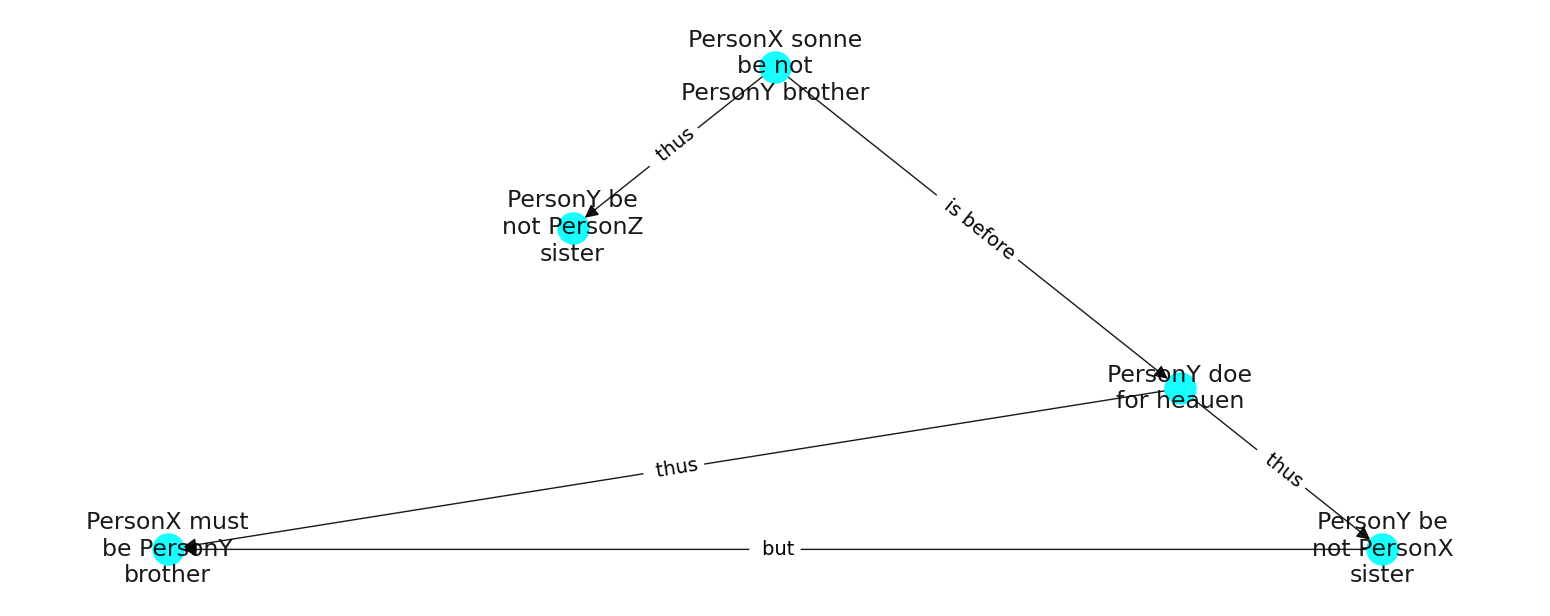 PersonX sonne
be not
PersonY brother
thus
PersonY be
not PersonZ
sister
is before
PersonY doe
for heauen
thus
thus
PersonX must
be PersonY
brother
but
PersonY be
not PersonX
sister